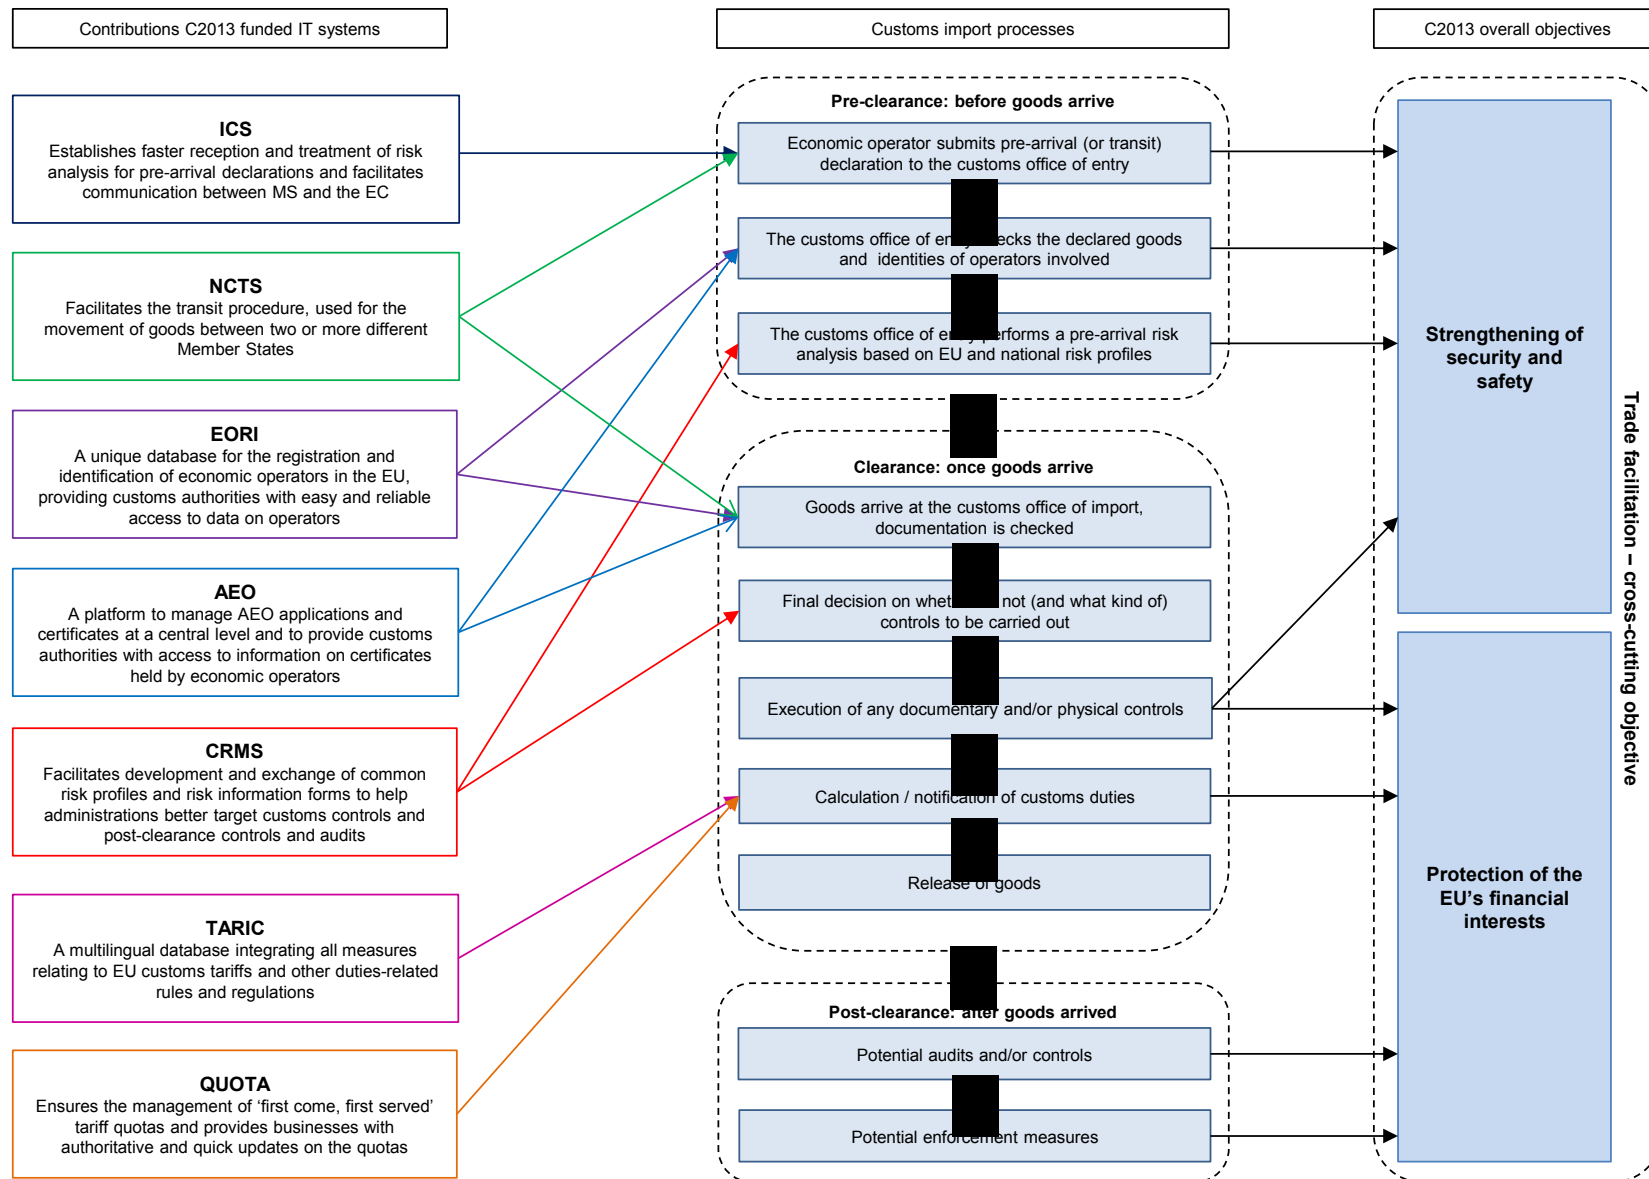 Contributions C2013 funded IT systems
Customs import processes
C2013 overall objectives
ICS
Establishes faster reception and treatment of risk
analysis for pre-arrival declarations and facilitates
communication between MS and the EC
NCTS
Facilitates the transit procedure, used for the
movement of goods between two or more different
Member States
EORI
A unique database for the registration and
identification of economic operators in the EU,
providing customs authorities with easy and reliable
access to data on operators
AEO
A platform to manage AEO applications and
certificates at a central level and to provide customs
authorities with access to information on certificates
held by economic operators
CRMS
Facilitates development and exchange of common
risk profiles and risk information forms to help
administrations better target customs controls and
post-clearance controls and audits
TARIC
A multilingual database integrating all measures
relating to EU customs tariffs and other duties-related
rules and regulations
QUOTA
Ensures the management of ‘first come, first served’
tariff quotas and provides businesses with
authoritative and quick updates on the quotas
Pre-clearance: before goods arrive
Economic operator submits pre-arrival (or transit)
declaration to the customs office of entry
The customs office of the declared goods
and identities of operators involved
The customs office of performs a pre-arrival risk
analysis based on EU and national risk profiles
Clearance: once goods arrive
Goods arrive at the customs office of import,
documentation is checked
Final decision on not (and what kind of)
controls to be carried out
Execution of any documentary and/or physical controls
Calculation / notification of customs duties
Release of goods
Post-clearance: after goods arrived
Potential audits and/or controls
Potential enforcement measures
Strengthening of
security and
safety
Protection of the
EU’s financial
interests
Trade facilitation – cross-cutting objective